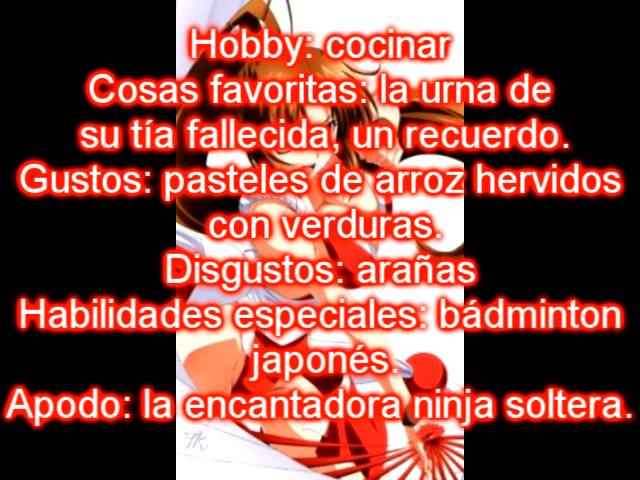 Hobby: cocinar
Cosas favoritas: la urna de
su tía fallecida, un recuerdo.
Gustos: pasteles de arroz hervidos
con verduras.
Disgustos: arañas
Habilidades especiales: bádminton
japonés.
Apodo: la encantadora ninja soltera.